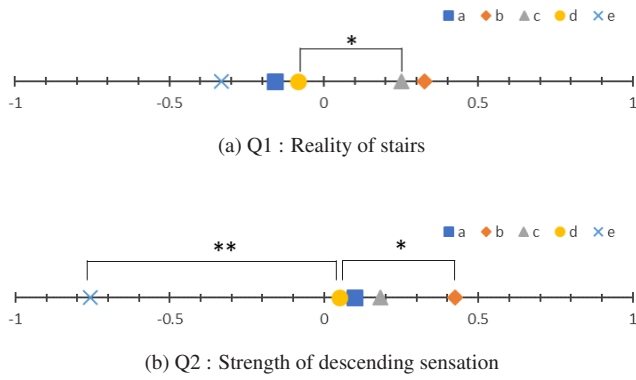 a b c d e
*
-1 -0.5 0 0.5 1
(a) Q1 : Reality of stairs
a b c d e
** *
-1 -0.5 0 0.5 1
(b) Q2 : Strength of descending sensation